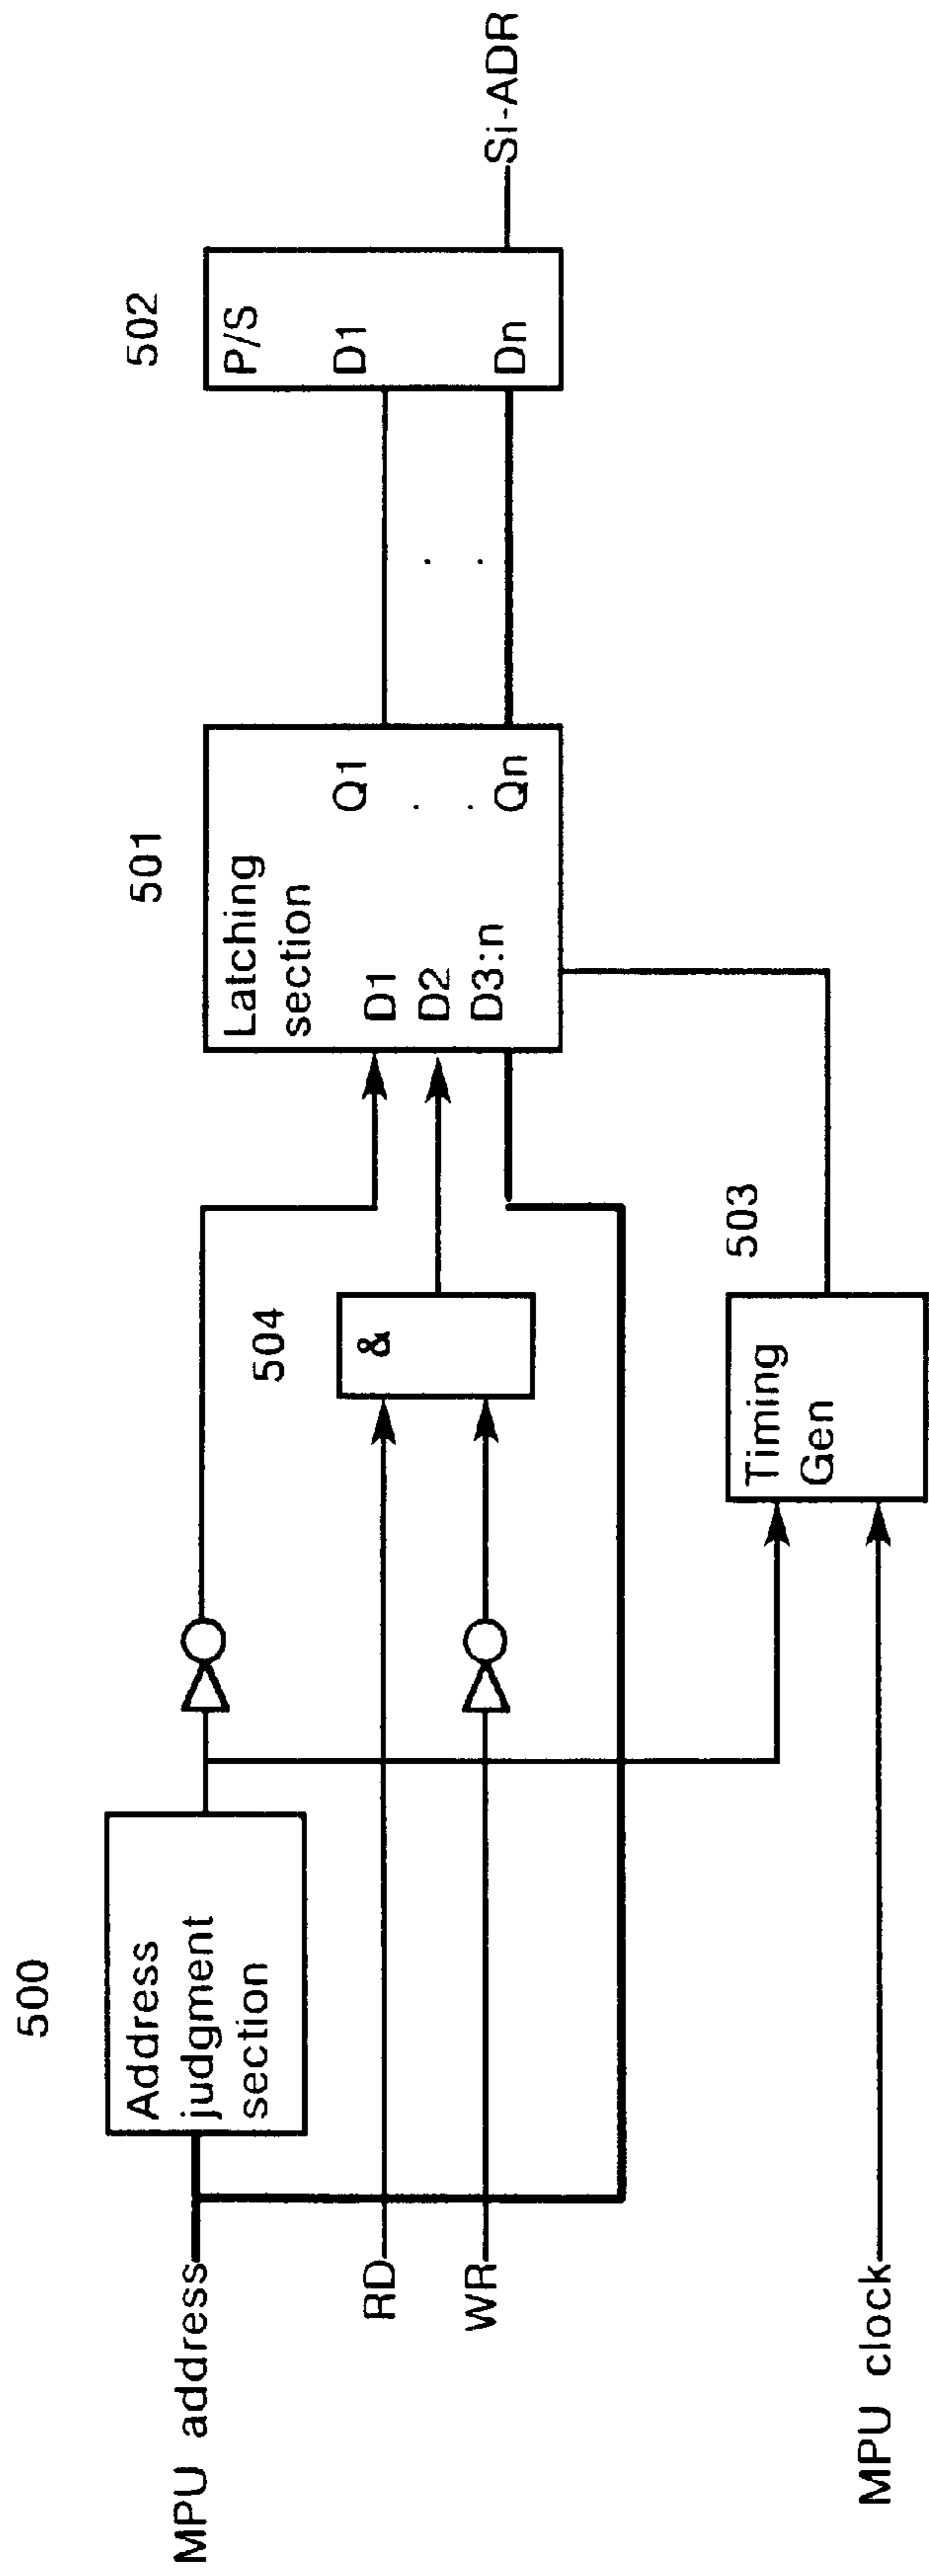 500
501
502
Address
judgment
section
Latching
section
P/S
MPU address
504
D1
Q1
D1
RD
&
D2
.
.
WR
D3:n
Qn
Dn
Si-ADR
503
Timing
Gen
MPU clock